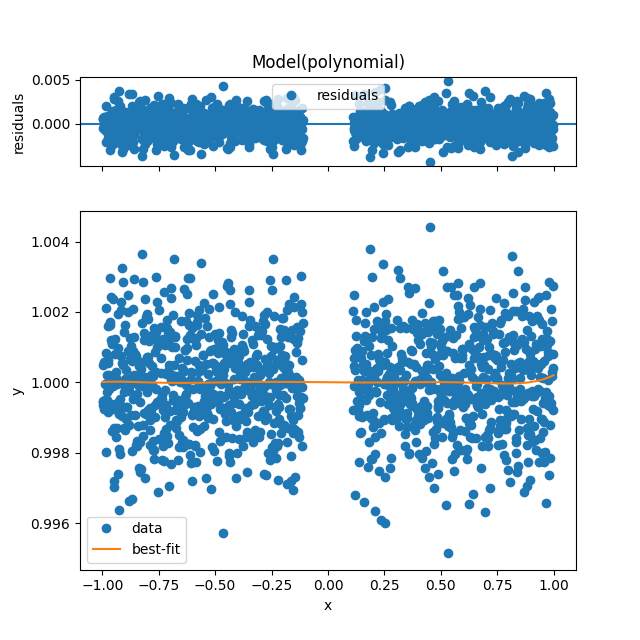 Model(polynomial)
0.005
0.000
residuals
residuals
1.004
1.002
1.000
0.998
0.996
y
data
best-fit
−1.00 −0.75 −0.50 −0.25 0.00 0.25 0.50 0.75 1.00
x